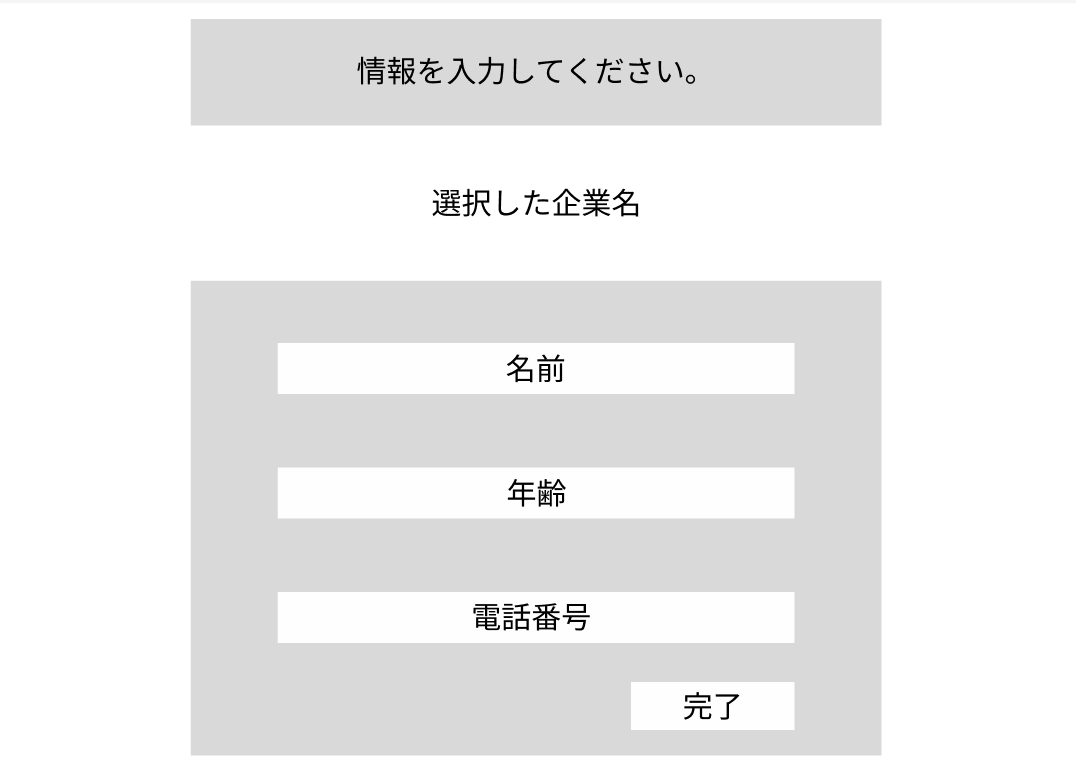 情報を入力してください。
選択した企業名
名前
年齢
電話番号
完了